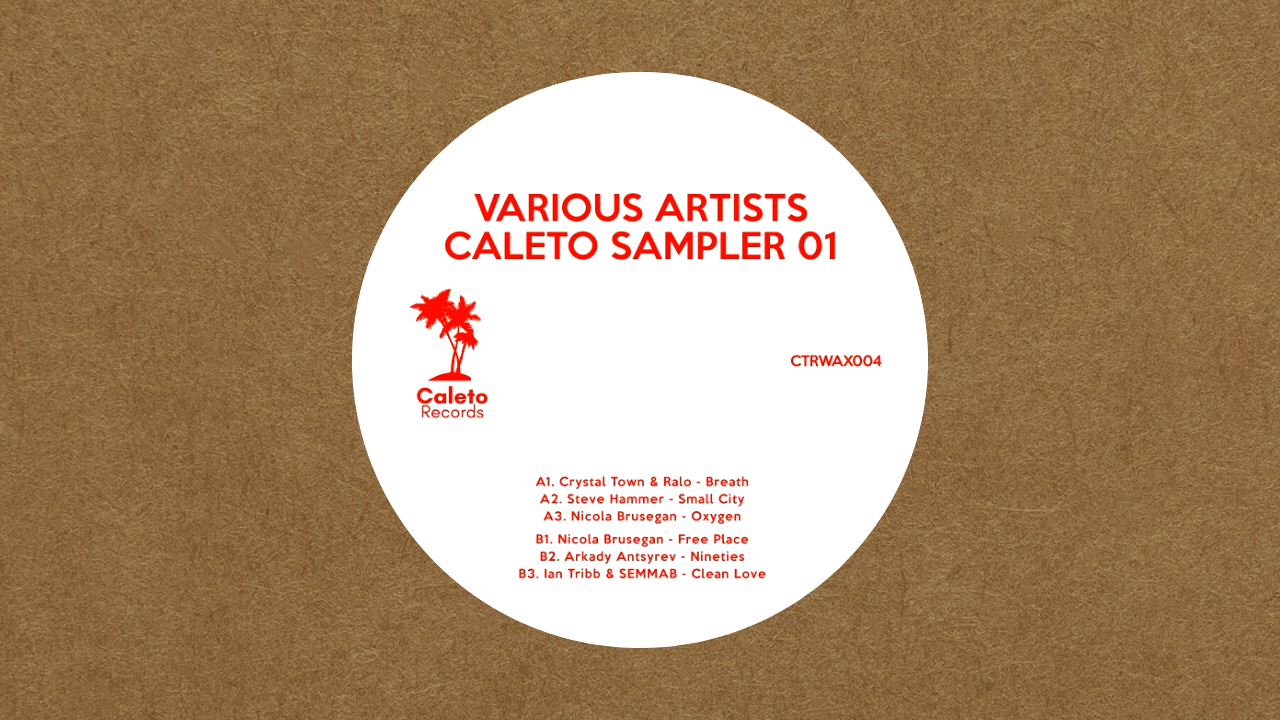 VARIOUS ARTISTS
CALETO SAMPLER 01
Caleto
Records
CTRWAX004
A1. Crystal Town & Ralo - Breath
A2. Steve Hammer - Small City
A3. Nicola Brusegan - Oxygen
B1. Nicola Brusegan - Free Place
B2. Arkady Antsyrev - Nineties
B3. Ian Tribb & SEMMAB - Clean Love